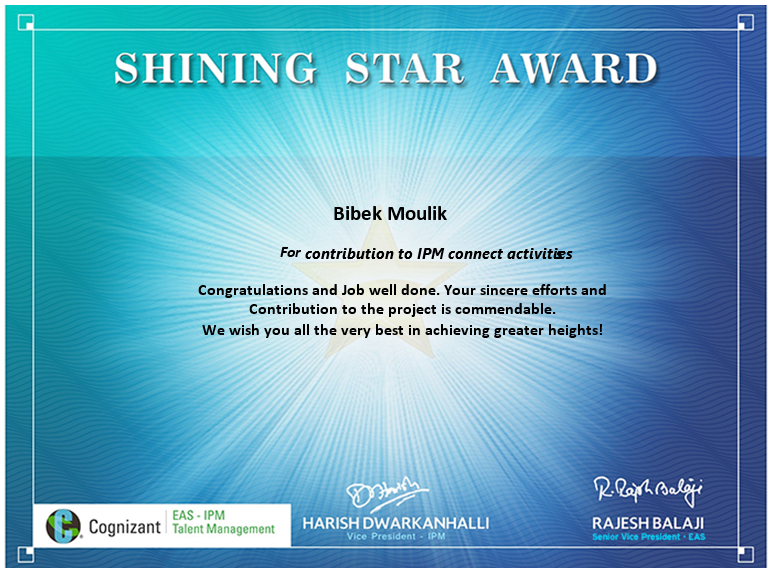 SHINING STAR AWARD
Bibek Moulik
For contribution to IPM connect activities
Congratulations and Job well done. Your sincere efforts and
Contribution to the project is commendable.
We wish you all the very best in achieving greater heights!
R.Rajesh Balaji
Cognizant
EAS - IPM
Talent Management
HARISH DWARKANHALLI
Vice President - IPM
RAJESH BALAJI
Senior Vice President - EAS